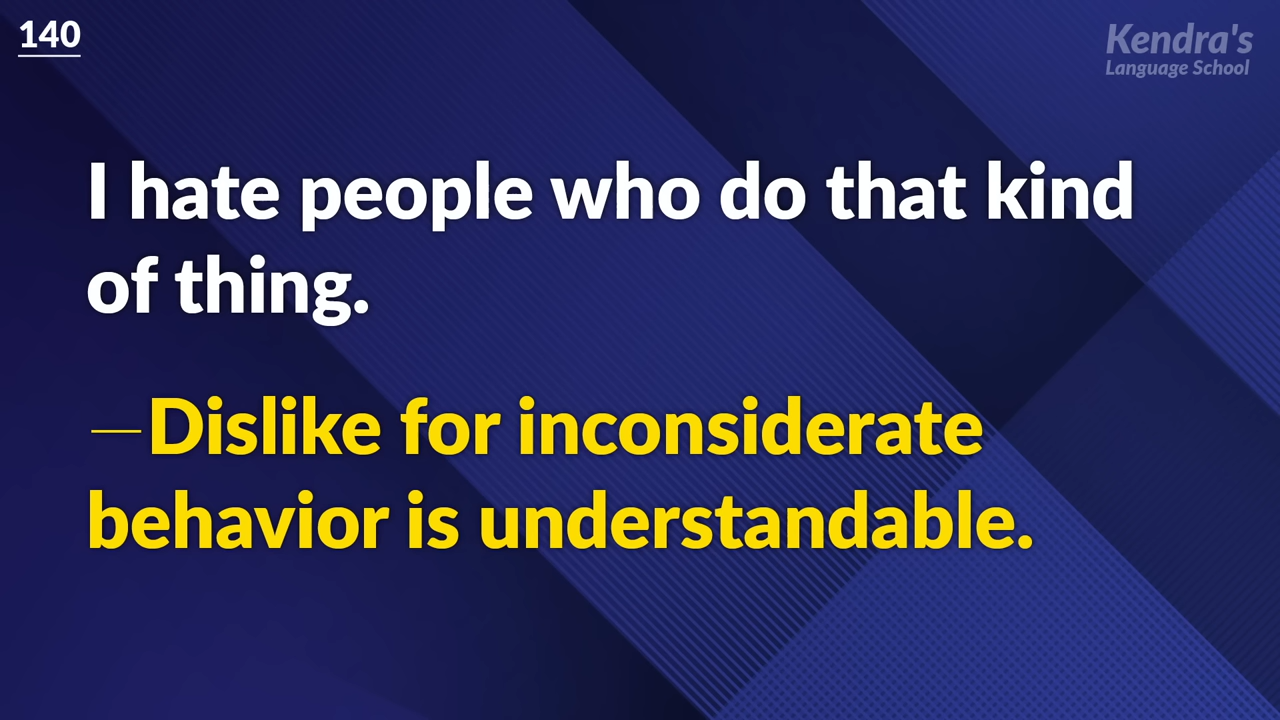 140
Kendra's
Language School
I hate people who do that kind
of thing.
—Dislike for inconsiderate
behavior is understandable.